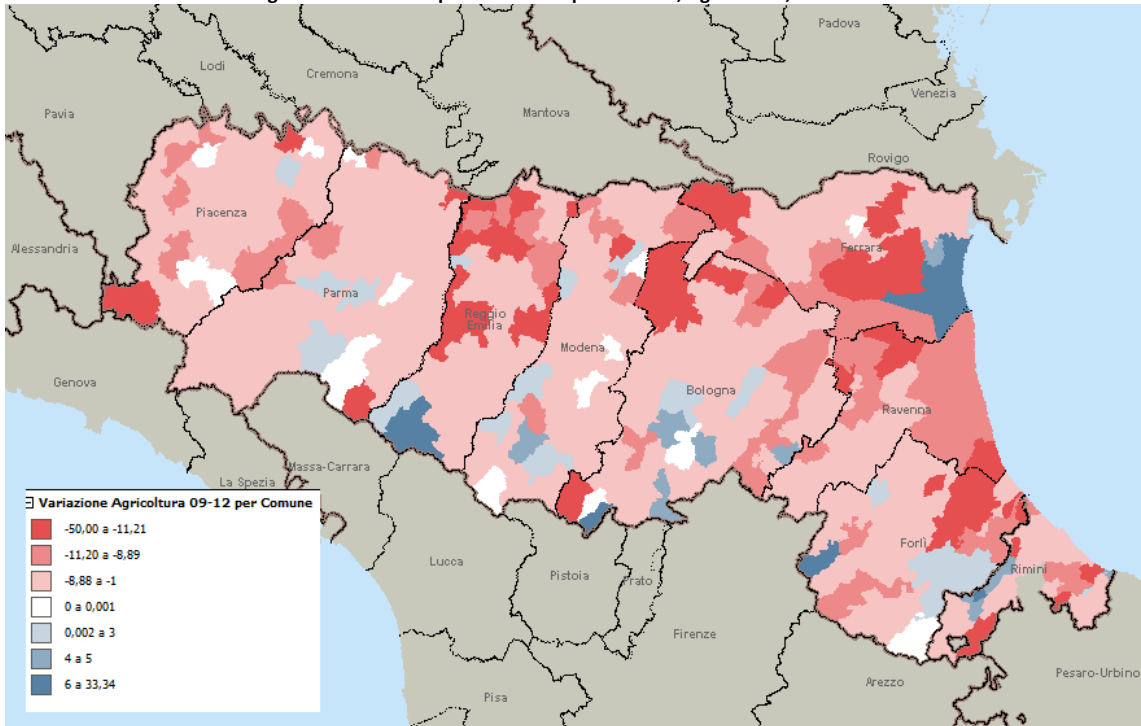 Padova
Lodi
Cremona
Venezia
Pavia
Mantova
Rovigo
Piacenza
Alessandria
Ferrara
Parma
Reggio
Emilia
Modena
Genova
Bologna
Ravenna
Massa-Carrara
La Spezia
Variazione Agricoltura 09-12 per Comune
-50,00 a -11,21
-11,20 a -8,89
-8,88 a -1
0 a 0,001
0,002 a 3
4 a 5
6 a 33,34
Forlì
Lucca
Pistoia
Prato
Rimini
Firenze
Arezzo
Pesaro-Urbino
Pisa